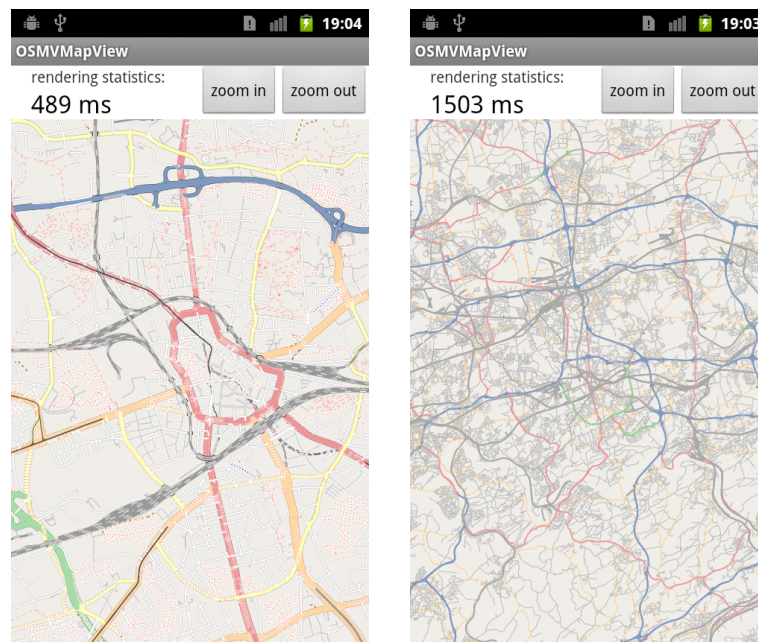 19:04
OSMVMapView
rendering statistics:
489 ms
zoom in
zoom out
19:03
OSMVMapView
rendering statistics:
1503 ms
zoom in
zoom out